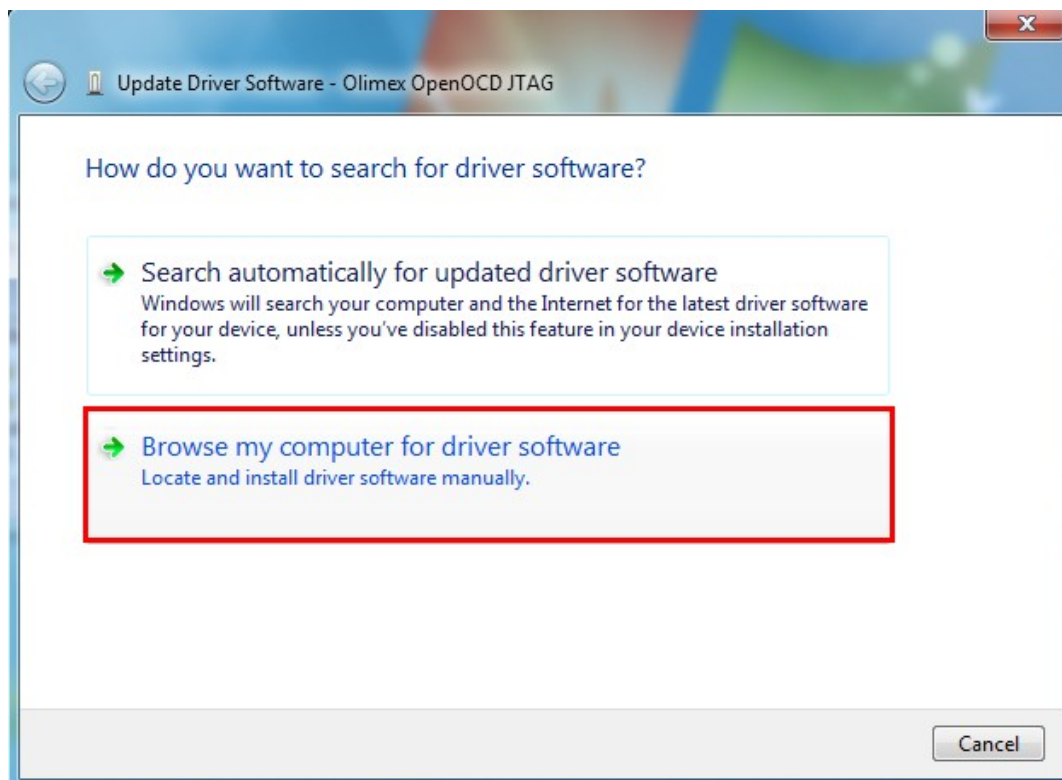 Update Driver Software - Olimex OpenOCD JTAG
How do you want to search for driver software?
Search automatically for updated driver software
Windows will search your computer and the Internet for the latest driver software
for your device, unless you've disabled this feature in your device installation
settings.
Browse my computer for driver software
Locate and install driver software manually.
Cancel